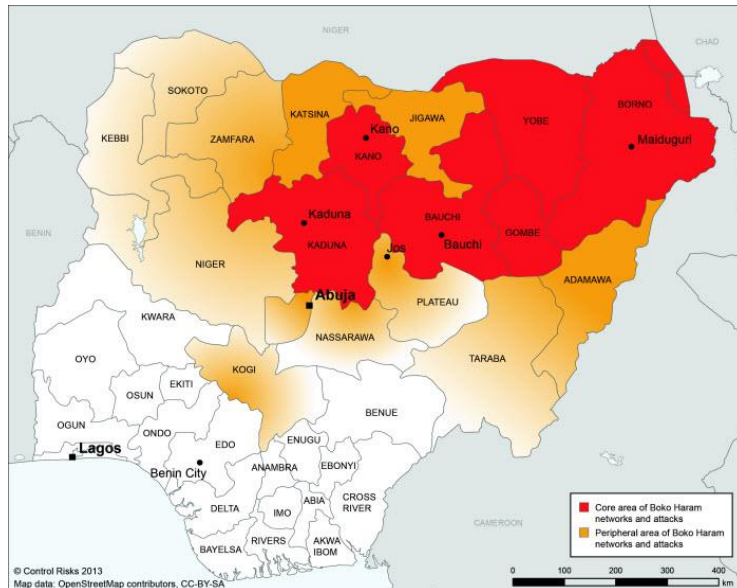 NIGER
CHAD
SOKOTO
KATSINA
BORNO
KEBBI
ZAMFARA
JIGAWA
YOBE
Kano
KANO
Maiduguri
Kaduna
KADUNA
BAUCHI
Bauchi
GOMBE
BENIN
Jos
NIGER
ADAMAWA
Abuja
PLATEAU
KWARA
NASSARAWA
TARABA
OYO
KOGI
OSUN
EKITI
BENUE
OGUN
ONDO
EDO
ENUGU
Lagos
Benin City
ANAMBRA
EBONYI
DELTA
IMO
ABIA
CROSS
RIVER
BAYELSA
RIVERS
AKWA
IBOM
CAMEROON
Core area of Boko Haram
networks and attacks
Peripheral area of Boko Haram
networks and attacks
© Control Risks 2013
Map data: OpenStreetMap contributors, CC-BY-SA
0 100 200 300 400
km